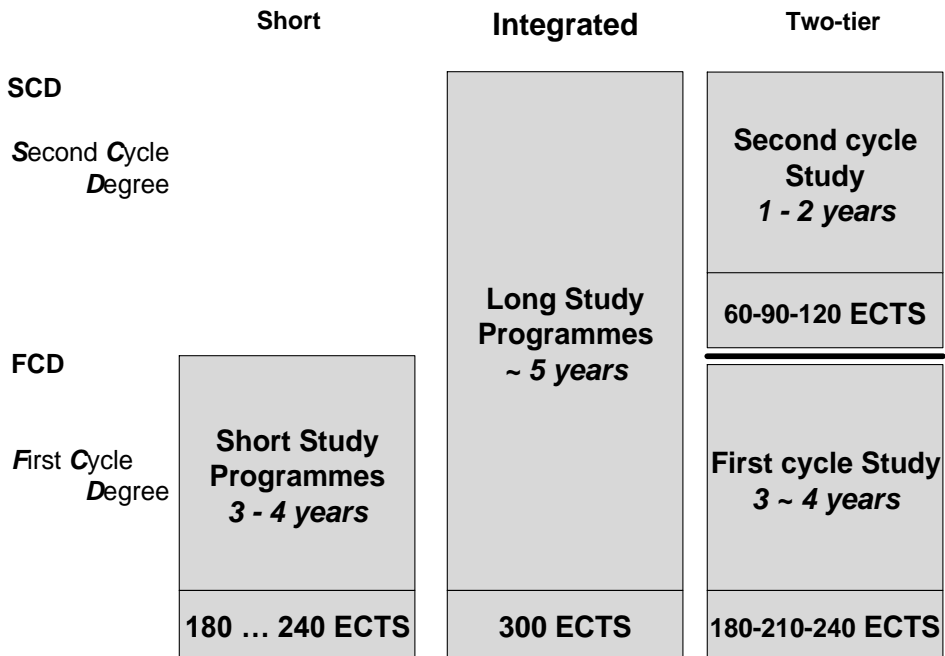 Short
Integrated
Two-tier
SCD
Second Cycle
Degree
Second cycle
Study
1 - 2 years
60-90-120 ECTS
Long Study
Programmes
~ 5 years
300 ECTS
FCD
First Cycle
Degree
Short Study
Programmes
3 - 4 years
180 … 240 ECTS
First cycle Study
3 ~ 4 years
180-210-240 ECTS